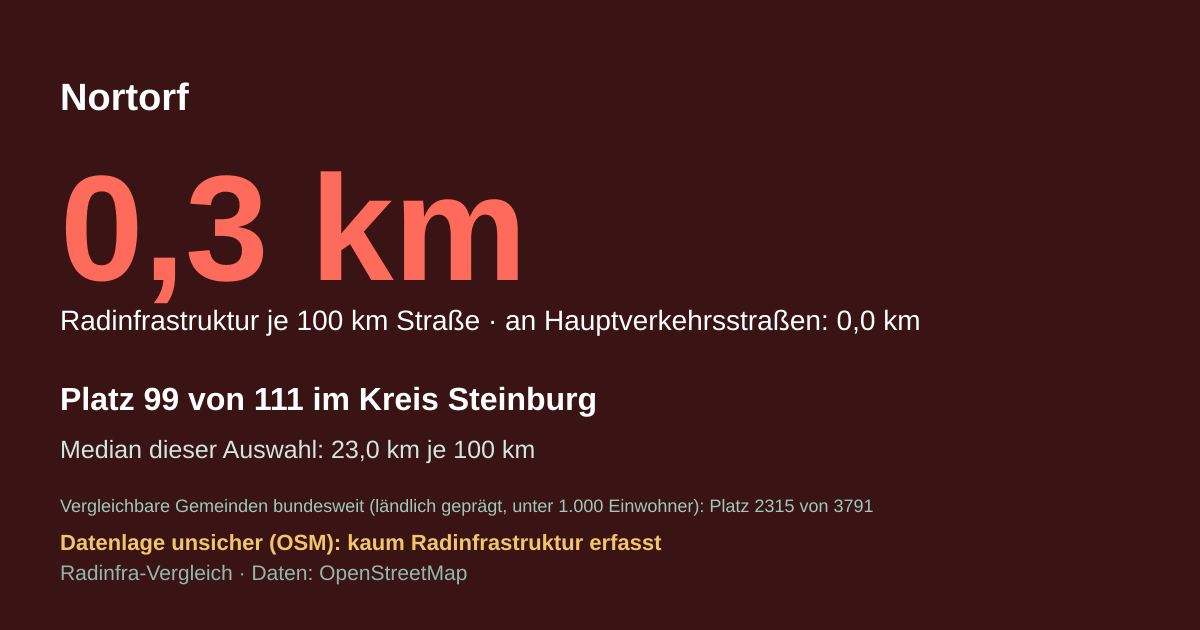 Nortorf
0,3 km
Radinfrastruktur je 100 km Straße · an Hauptverkehrsstraßen: 0,0 km
Platz 99 von 111 im Kreis Steinburg
Median dieser Auswahl: 23,0 km je 100 km
Vergleichbare Gemeinden bundesweit (ländlich geprägt, unter 1.000 Einwohner): Platz 2315 von 3791
Datenlage unsicher (OSM): kaum Radinfrastruktur erfasst
Radinfra-Vergleich · Daten: OpenStreetMap